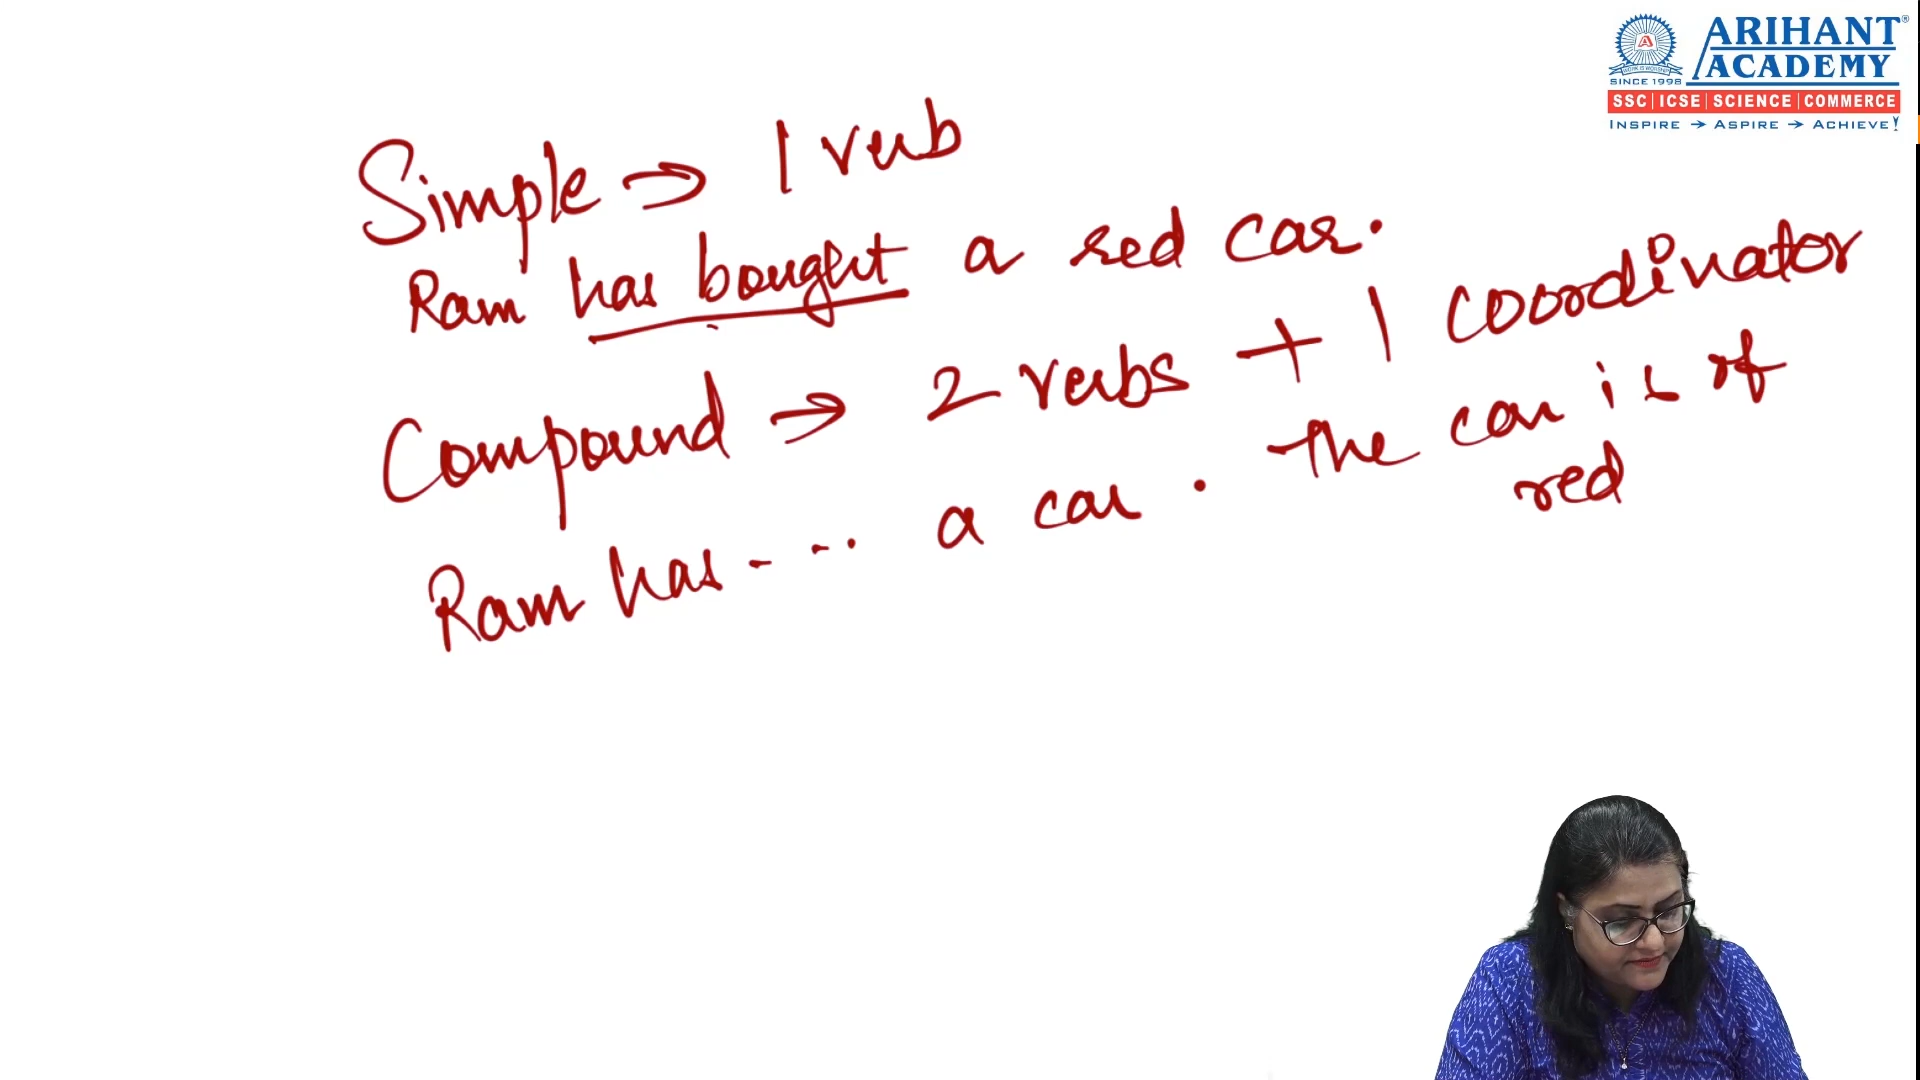 ARIHANT
ACADEMY
SINCE 1998
SSC | ICSE | SCIENCE | COMMERCE
INSPIRE → ASPIRE → ACHIEVE!
Simple → 1 verb
Ram has bought a red car.
Compound → 2 verbs + 1 coordinator
Ram has - - .. a car . The car is of
red